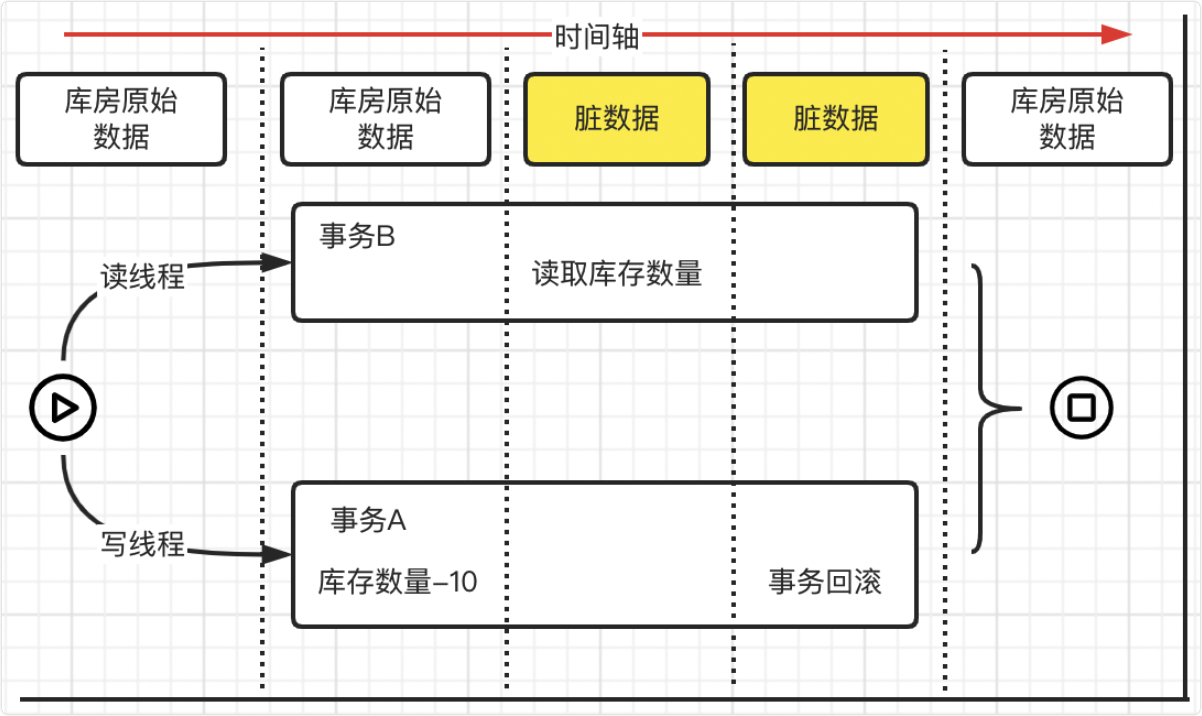 时间轴
库房原始
数据
库房原始
数据
脏数据
脏数据
库房原始
数据
事务B
读取库存数量
读线程
写线程
事务A
库存数量-10
事务回滚